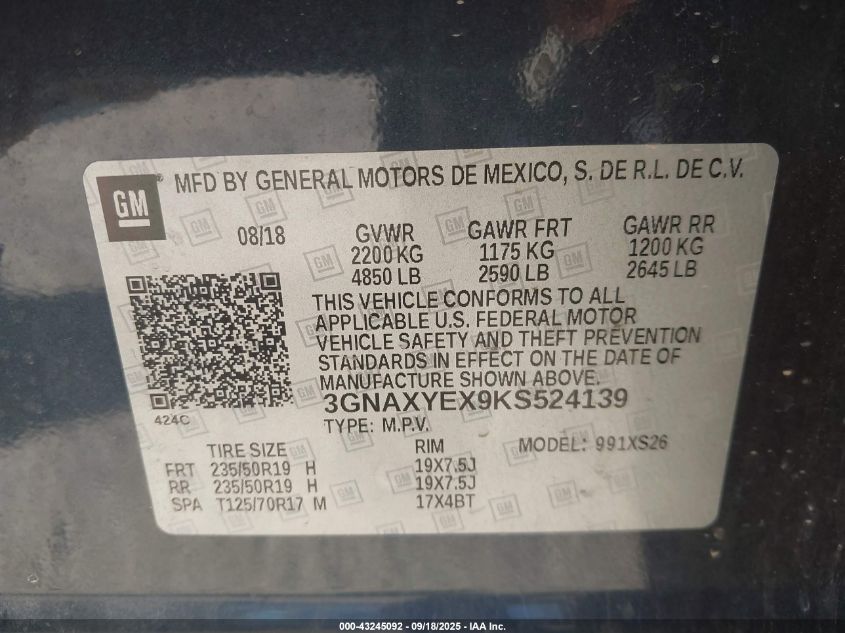 GM ® MFD BY GENERAL MOTORS DE MEXICO, S. DE R.L. DE C.V.
08/18 GVWR GAWR FRT GAWR RR
2200 KG 1175 KG 1200 KG
4850 LB 2590 LB 2645 LB
THIS VEHICLE CONFORMS TO ALL
APPLICABLE U.S. FEDERAL MOTOR
VEHICLE SAFETY AND THEFT PREVENTION
STANDARDS IN EFFECT ON THE DATE OF
MANUFACTURE SHOWN ABOVE.
3GNAXYEX9KS524139
424C
TYPE: M.P.V.
TIRE SIZE RIM MODEL: 991XS26
FRT 235/50R19 H 19X7.5J
RR 235/50R19 H 19X7.5J
SPA T125/70R17 M 17X4BT
000-43245092 - 09/18/2025 - IAA Inc.